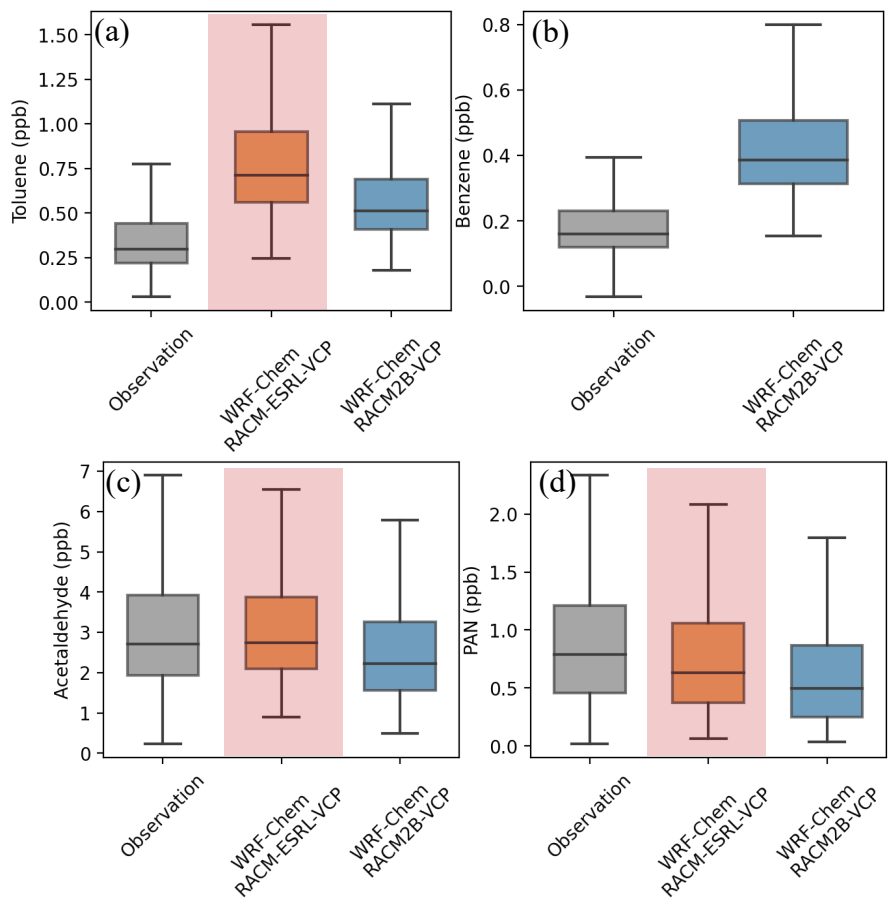 (a)
Toluene (ppb)
1.50
1.25
1.00
0.75
0.50
0.25
0.00
Observation
WRF-Chem
RACM-ESRL-VCP
WRF-Chem
RACM2B-VCP
(b)
Benzene (ppb)
0.8
0.6
0.4
0.2
0.0
Observation
WRF-Chem
RACM2B-VCP
(c)
Acetaldehyde (ppb)
7
6
5
4
3
2
1
0
Observation
WRF-Chem
RACM-ESRL-VCP
WRF-Chem
RACM2B-VCP
(d)
PAN (ppb)
2.0
1.5
1.0
0.5
0.0
Observation
WRF-Chem
RACM-ESRL-VCP
WRF-Chem
RACM2B-VCP